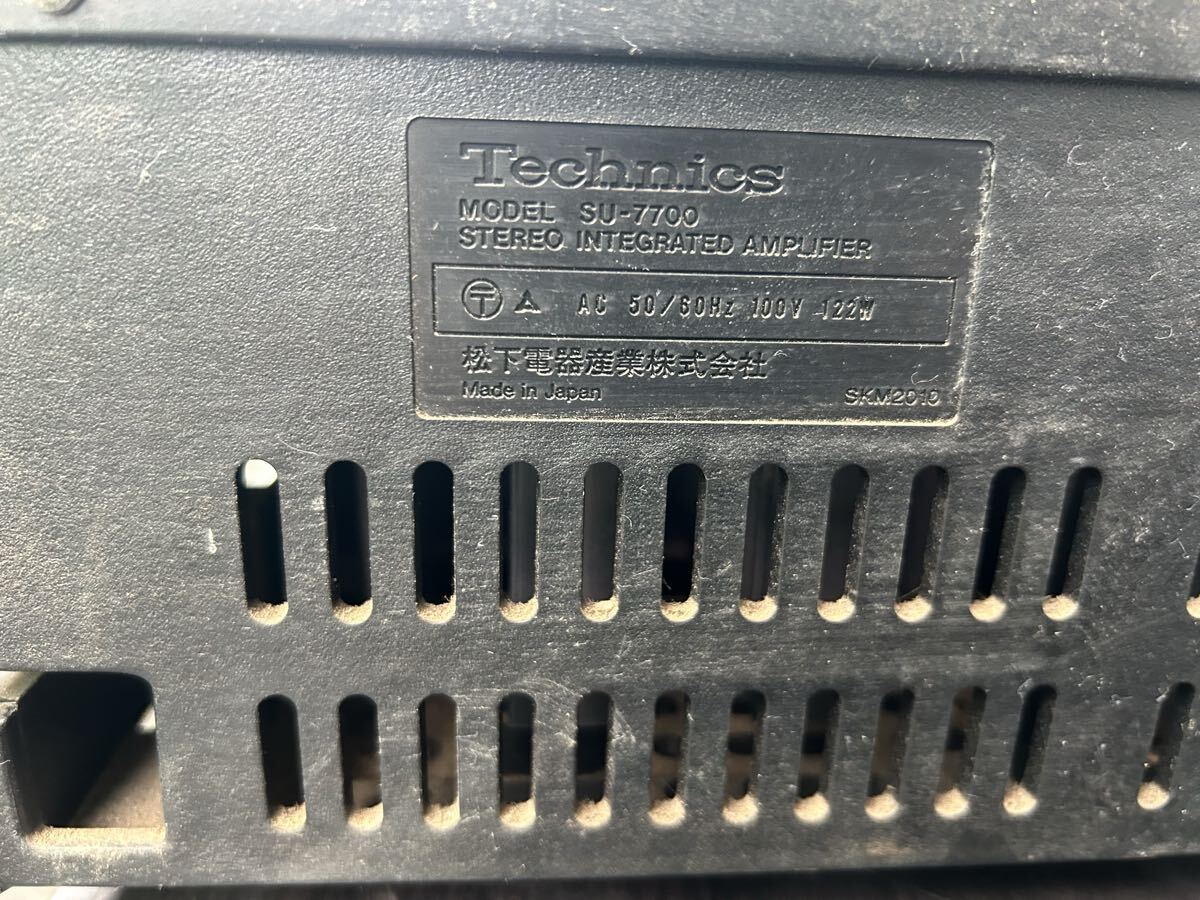 Technics
MODEL SU-7700
STEREO INTEGRATED AMPLIFIER
T AC 50/60Hz 100V 122W
松下電器産業株式会社
Made in Japan SKM2010